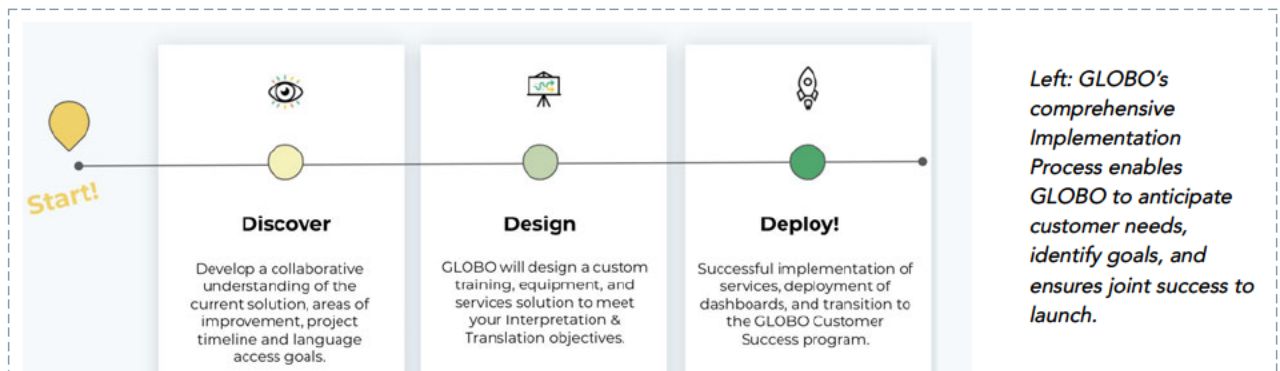 Start!
Discover
Develop a collaborative
understanding of the
current solution, areas of
improvement, project
timeline and language
access goals.
Design
GLOBO will design a custom
training, equipment, and
services solution to meet
your Interpretation &
Translation objectives.
Deploy!
Successful implementation of
services, deployment of
dashboards, and transition to
the GLOBO Customer
Success program.
Left: GLOBO's
comprehensive
Implementation
Process enables
GLOBO to anticipate
customer needs,
identify goals, and
ensures joint success to
launch.